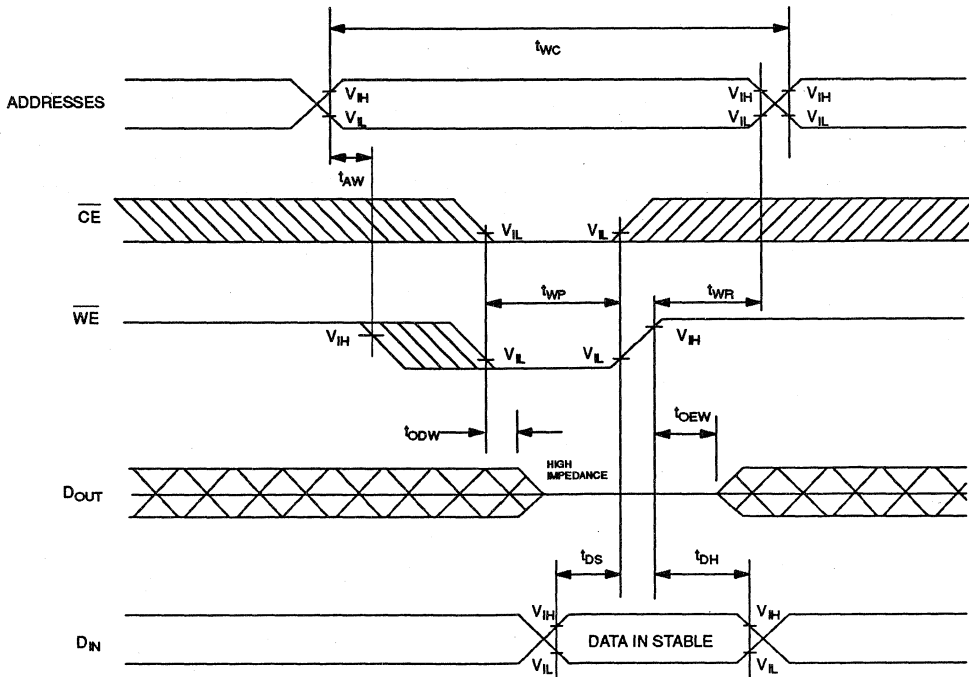 tWC
ADDRESSES
VIH VIH VIH
VIL VIL VIL
tAW
CE VIL VIL
tWP tWR
WE VIH VIL VIL VIH
tODW tOEW
DOUT HIGH
IMPEDANCE
tDS tDH
DIN VIH DATA IN STABLE VIH
VIL VIL